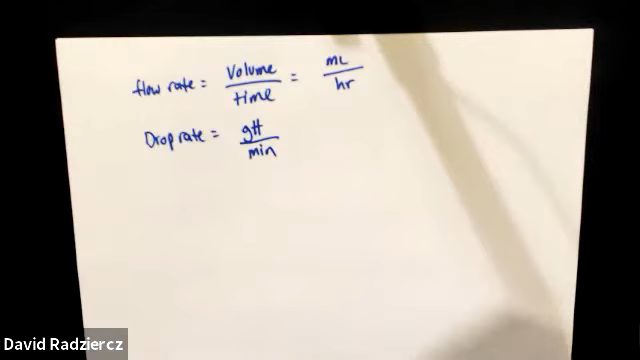 flow rate = Volume / time = mL / hr
Drop rate = gtt / min
David Radziercz